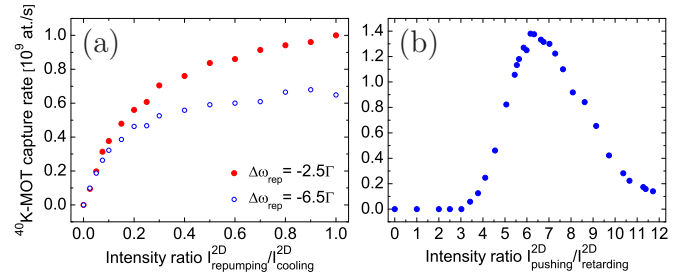 (a)
(b)
⁴⁰K-MOT capture rate [10⁹ at./s]
1.0
0.8
0.6
0.4
0.2
0.0
Δω_rep = -2.5Γ
Δω_rep = -6.5Γ
0.0 0.2 0.4 0.6 0.8 1.0
Intensity ratio I^2D_repumping/I^2D_cooling
1.4
1.2
1.0
0.8
0.6
0.4
0.2
0.0
0 1 2 3 4 5 6 7 8 9 10 11 12
Intensity ratio I^2D_pushing/I^2D_retarding